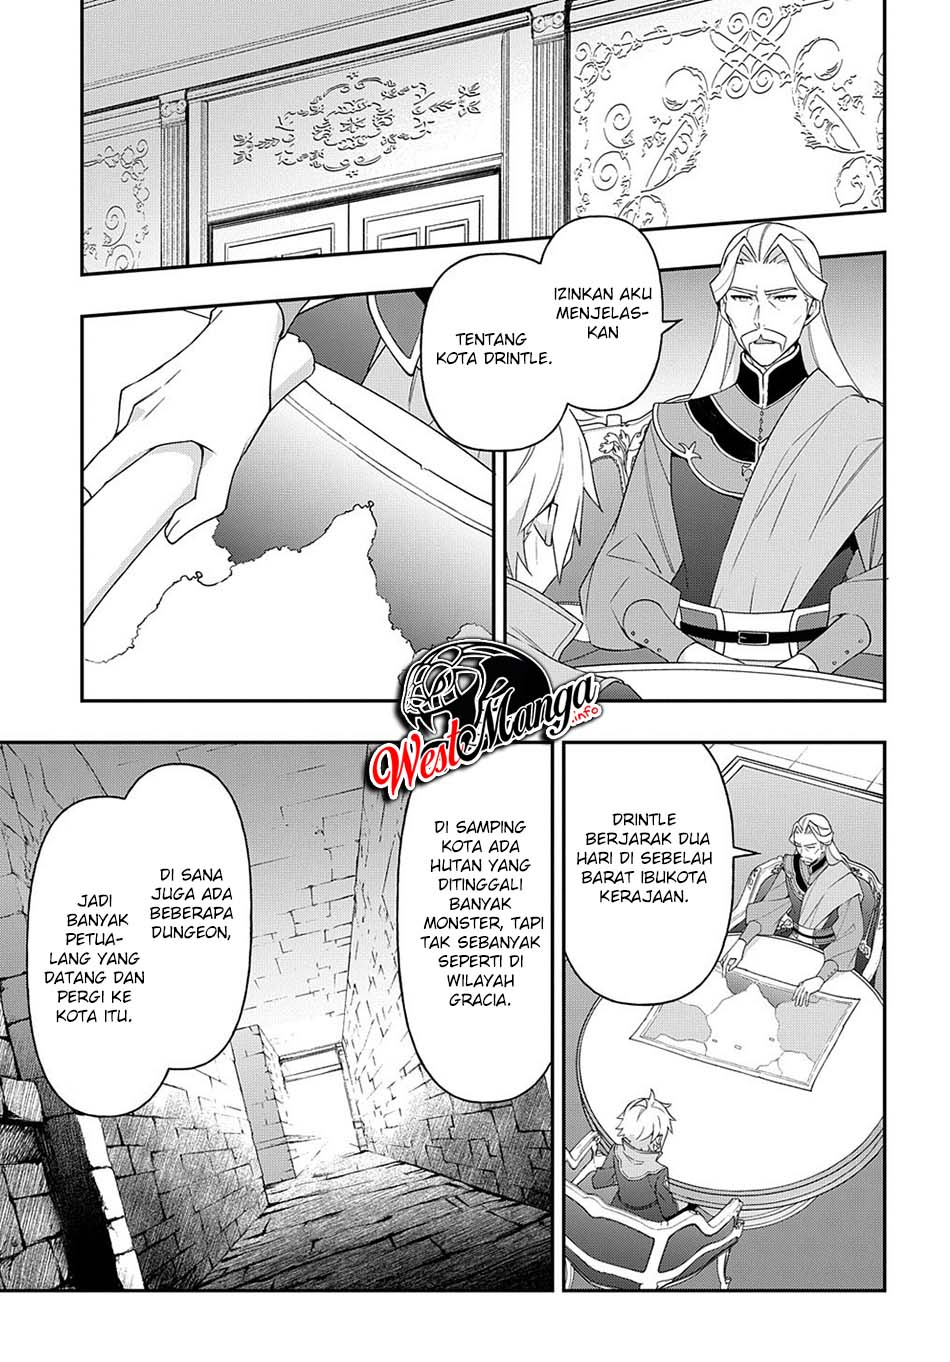 IZINKAN AKU
MENJELAS-
KAN
TENTANG
KOTA DRINTLE.
WestManga
.info
DRINTLE
BERJARAK DUA
HARI DI SEBELAH
BARAT IBUKOTA
KERAJAAN.
DI SAMPING
KOTA ADA
HUTAN YANG
DITINGGALI
BANYAK
MONSTER, TAPI
TAK SEBANYAK
SEPERTI DI
WILAYAH
GRACIA.
DI SANA
JUGA ADA
BEBERAPA
DUNGEON,
JADI
BANYAK
PETUA-
LANG YANG
DATANG DAN
PERGI KE
KOTA ITU.